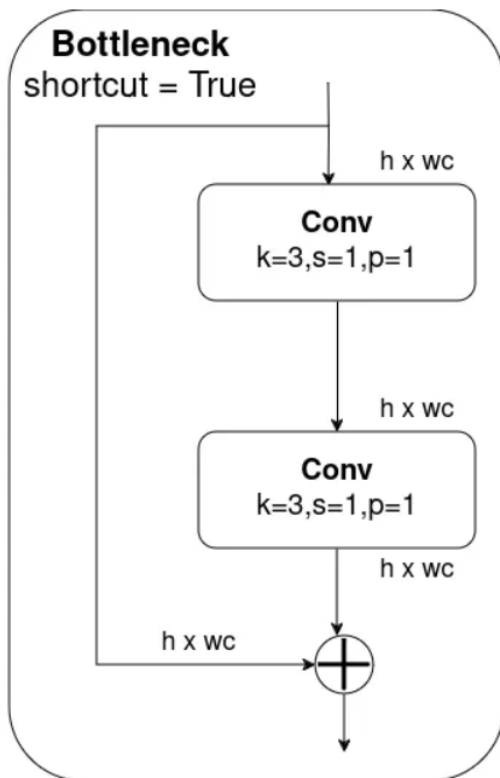 Bottleneck
shortcut = True
h x wc
Conv
k=3,s=1,p=1
h x wc
Conv
k=3,s=1,p=1
h x wc
h x wc